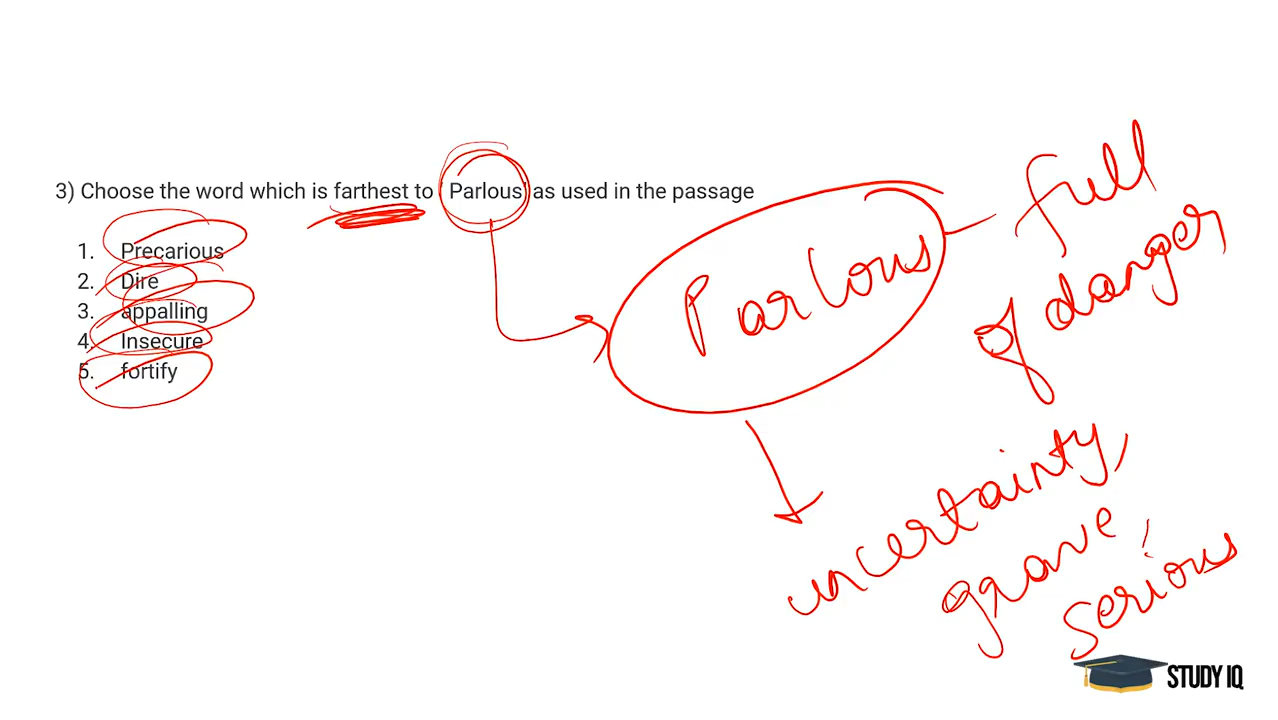 3) Choose the word which is farthest to 'Parlous' as used in the passage
1. Precarious
2. Dire
3. appalling
4. Insecure
5. fortify
Parlous
full
of danger
uncertainty,
grave,
serious
STUDY IQ